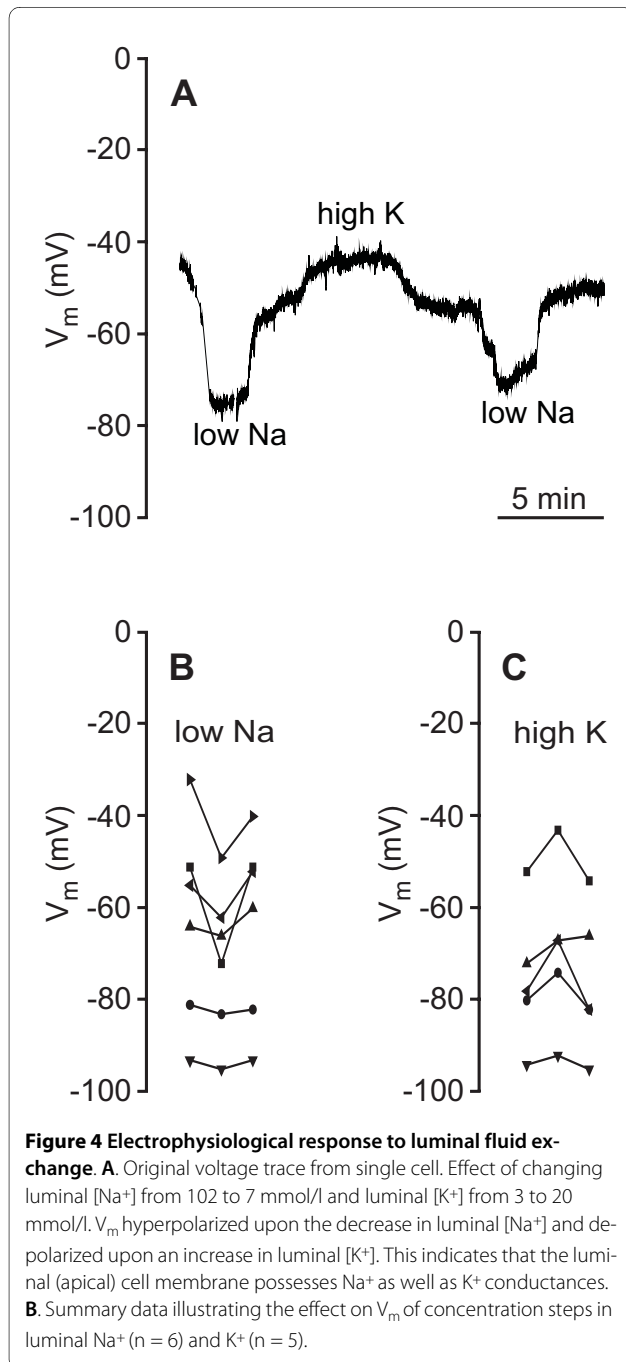 0
A
-20
high K
-40
V_m (mV)
-60
low Na
low Na
-80
5 min
-100
0
0
B
C
-20
-20
low Na
high K
-40
-40
V_m (mV)
V_m (mV)
-60
-60
-80
-80
-100
-100
Figure 4 Electrophysiological response to luminal fluid ex-
change. A. Original voltage trace from single cell. Effect of changing
luminal [Na⁺] from 102 to 7 mmol/l and luminal [K⁺] from 3 to 20
mmol/l. V_m hyperpolarized upon the decrease in luminal [Na⁺] and de-
polarized upon an increase in luminal [K⁺]. This indicates that the lumi-
nal (apical) cell membrane possesses Na⁺ as well as K⁺ conductances.
B. Summary data illustrating the effect on V_m of concentration steps in
luminal Na⁺ (n = 6) and K⁺ (n = 5).